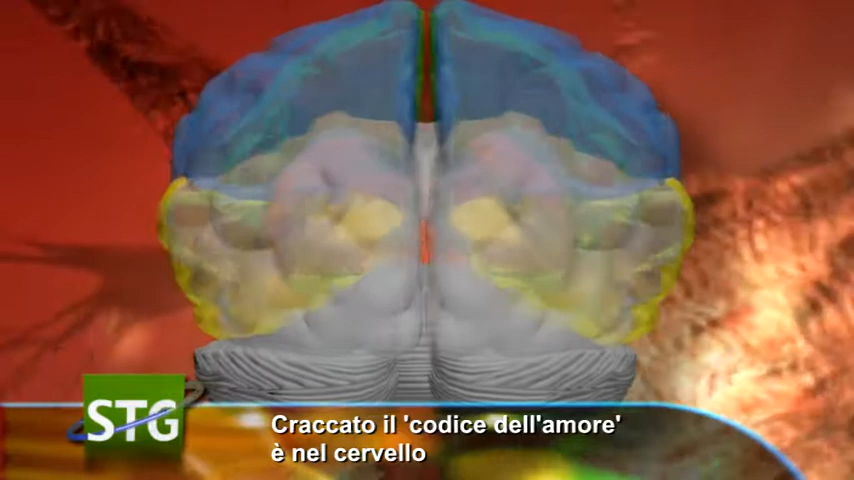 STG
Craccato il 'codice dell'amore'
è nel cervello